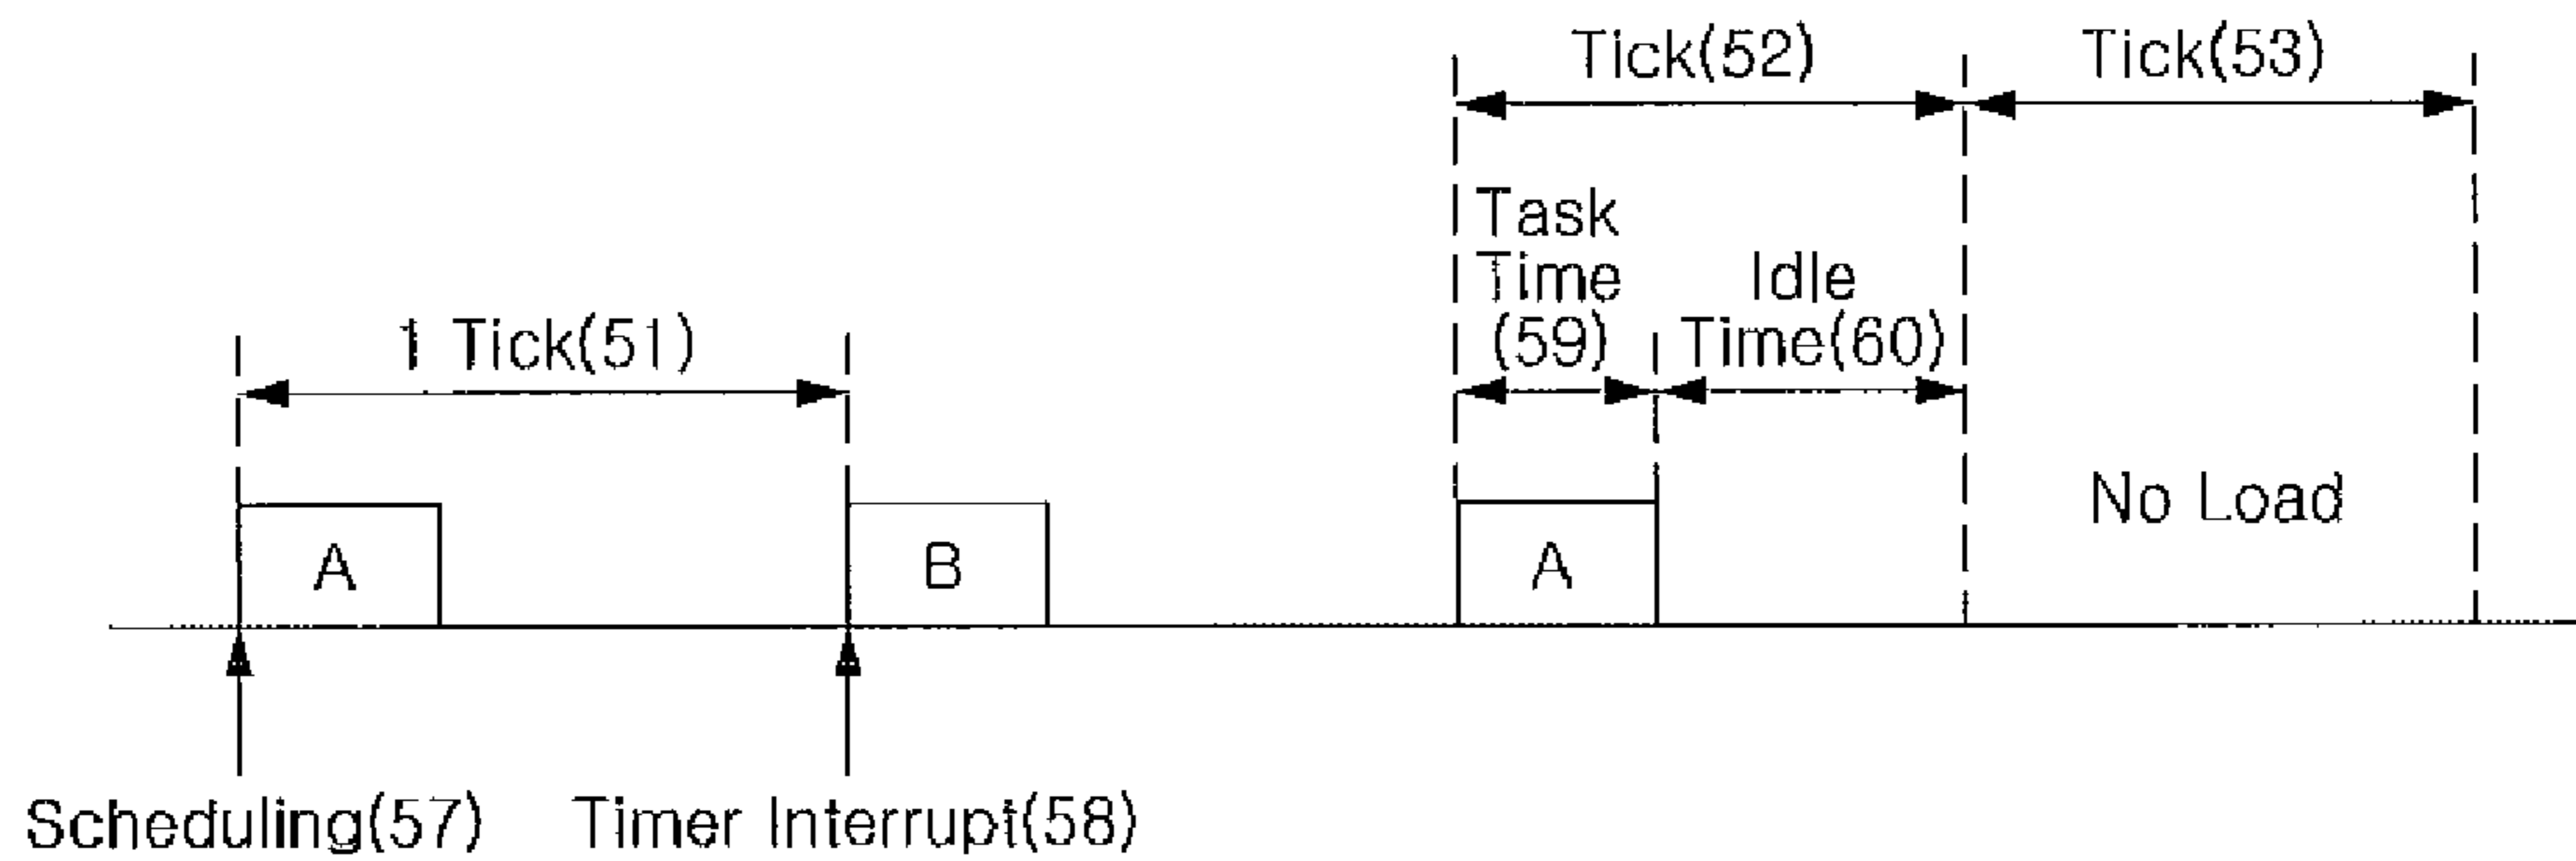 Tick(52)
Tick(53)
Task
Time
(59)
Idle
Time(60)
1 Tick(51)
No Load
A
B
A
Scheduling(57)
Timer Interrupt(58)